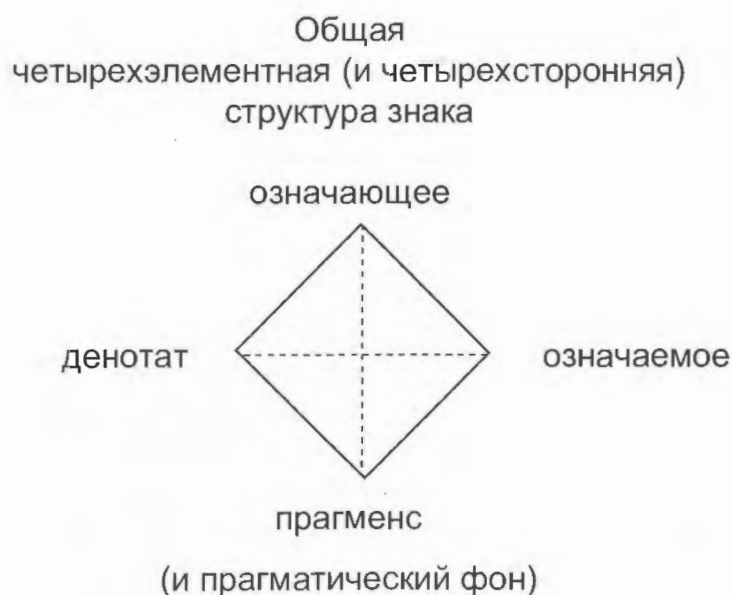 Общая
четырехэлементная (и четырехсторонняя)
структура знака
означающее
денотат
означаемое
прагменс
(и прагматический фон)